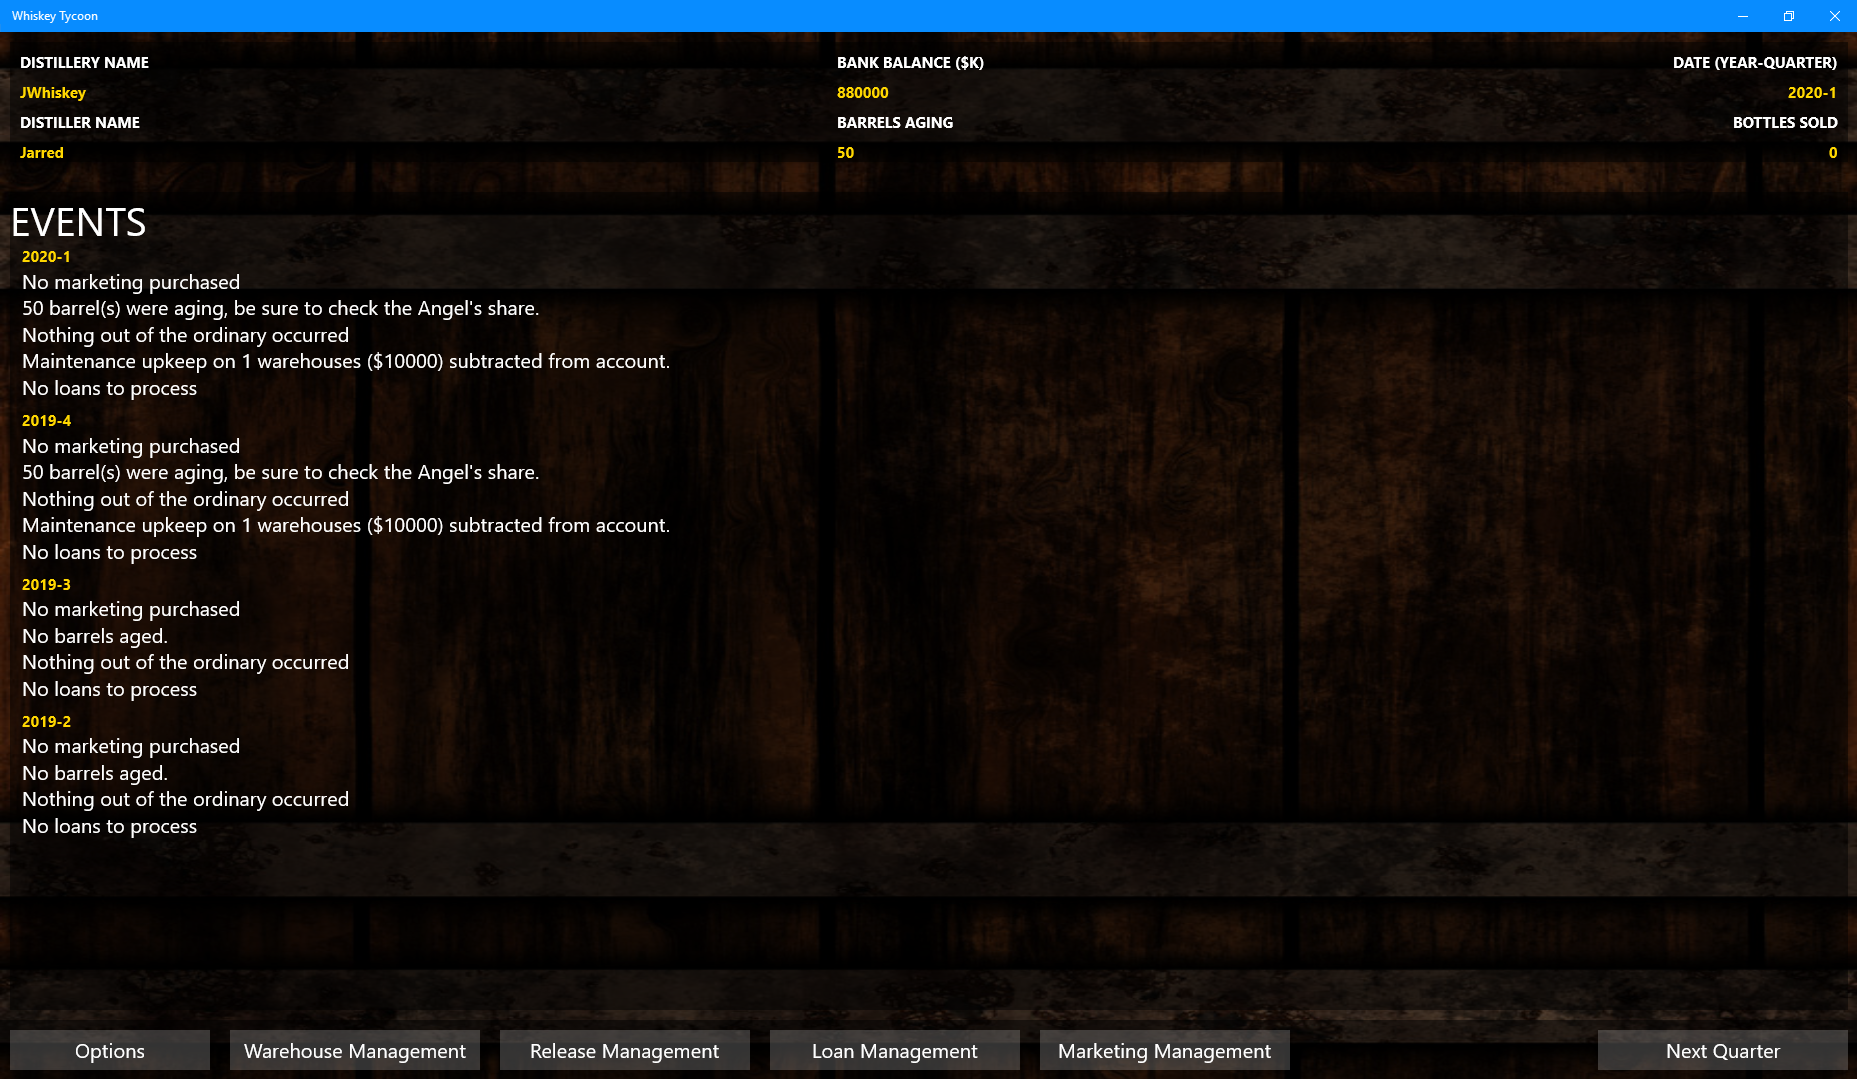 Whiskey Tycoon
DISTILLERY NAME
BANK BALANCE ($K)
DATE (YEAR-QUARTER)
JWhiskey
880000
2020-1
DISTILLER NAME
BARRELS AGING
BOTTLES SOLD
Jarred
50
0
EVENTS
2020-1
No marketing purchased
50 barrel(s) were aging, be sure to check the Angel's share.
Nothing out of the ordinary occurred
Maintenance upkeep on 1 warehouses ($10000) subtracted from account.
No loans to process
2019-4
No marketing purchased
50 barrel(s) were aging, be sure to check the Angel's share.
Nothing out of the ordinary occurred
Maintenance upkeep on 1 warehouses ($10000) subtracted from account.
No loans to process
2019-3
No marketing purchased
No barrels aged.
Nothing out of the ordinary occurred
No loans to process
2019-2
No marketing purchased
No barrels aged.
Nothing out of the ordinary occurred
No loans to process
Options
Warehouse Management
Release Management
Loan Management
Marketing Management
Next Quarter